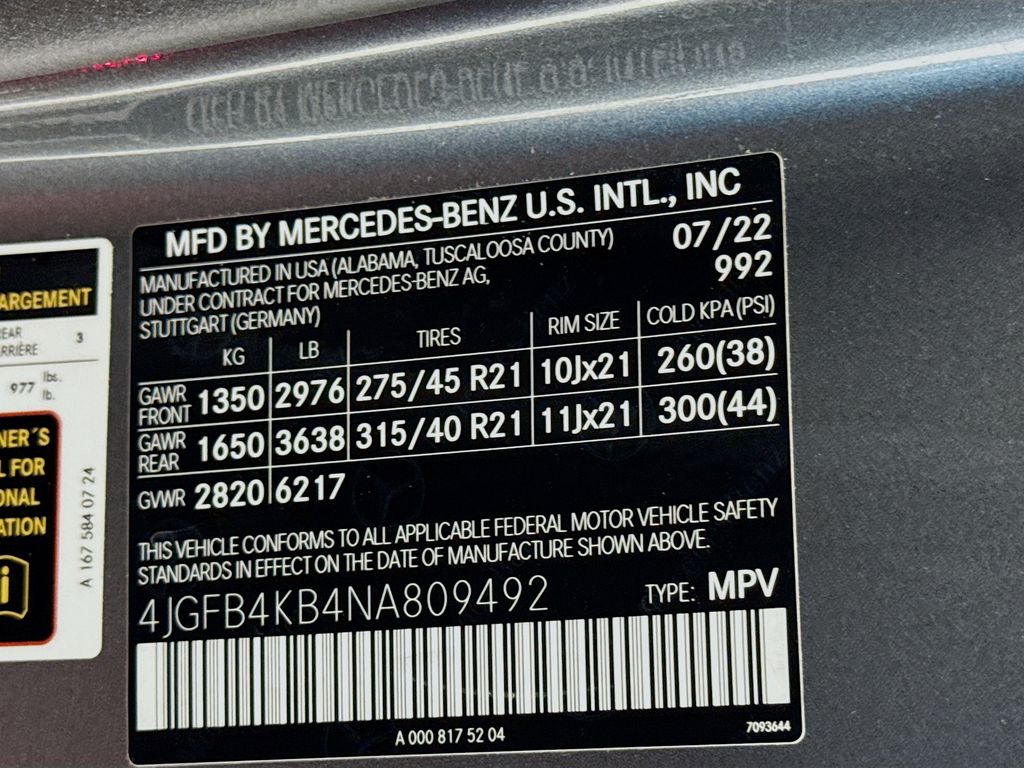 MFD BY MERCEDES-BENZ U.S. INTL., INC
MANUFACTURED IN USA (ALABAMA, TUSCALOOSA COUNTY)
07/22
UNDER CONTRACT FOR MERCEDES-BENZ AG,
992
STUTTGART (GERMANY)
KG LB TIRES RIM SIZE COLD KPA (PSI)
GAWR FRONT 1350 2976 275/45 R21 10Jx21 260(38)
GAWR REAR 1650 3638 315/40 R21 11Jx21 300(44)
GVWR 2820 6217
THIS VEHICLE CONFORMS TO ALL APPLICABLE FEDERAL MOTOR VEHICLE SAFETY
STANDARDS IN EFFECT ON THE DATE OF MANUFACTURE SHOWN ABOVE.
4JGFB4KB4NA809492 TYPE: MPV
A 000 817 52 04
7093644
ARGEMENT
EAR
RRIÈRE 3
977 lbs.
lb.
NER'S
L FOR
ONAL
ATION
i
A 167 584 07 24